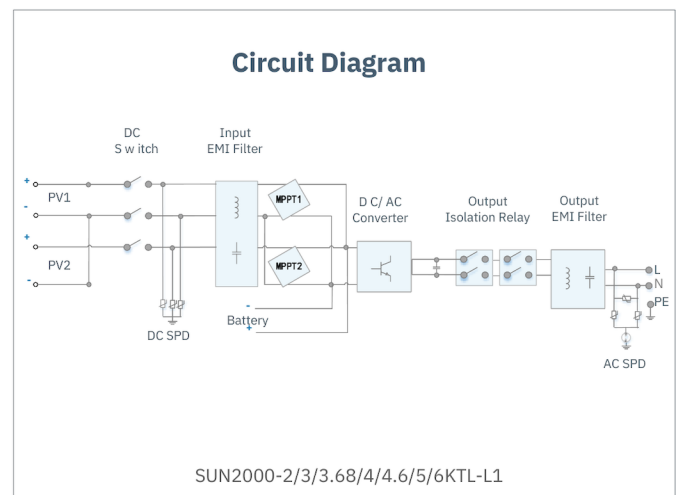 Circuit Diagram
DC
S w itch
Input
EMI Filter
+
PV1
-
+
PV2
-
MPPT1
MPPT2
D C/ AC
Converter
Output
Isolation Relay
Output
EMI Filter
L
N
PE
-
Battery
+
DC SPD
AC SPD
SUN2000-2/3/3.68/4/4.6/5/6KTL-L1